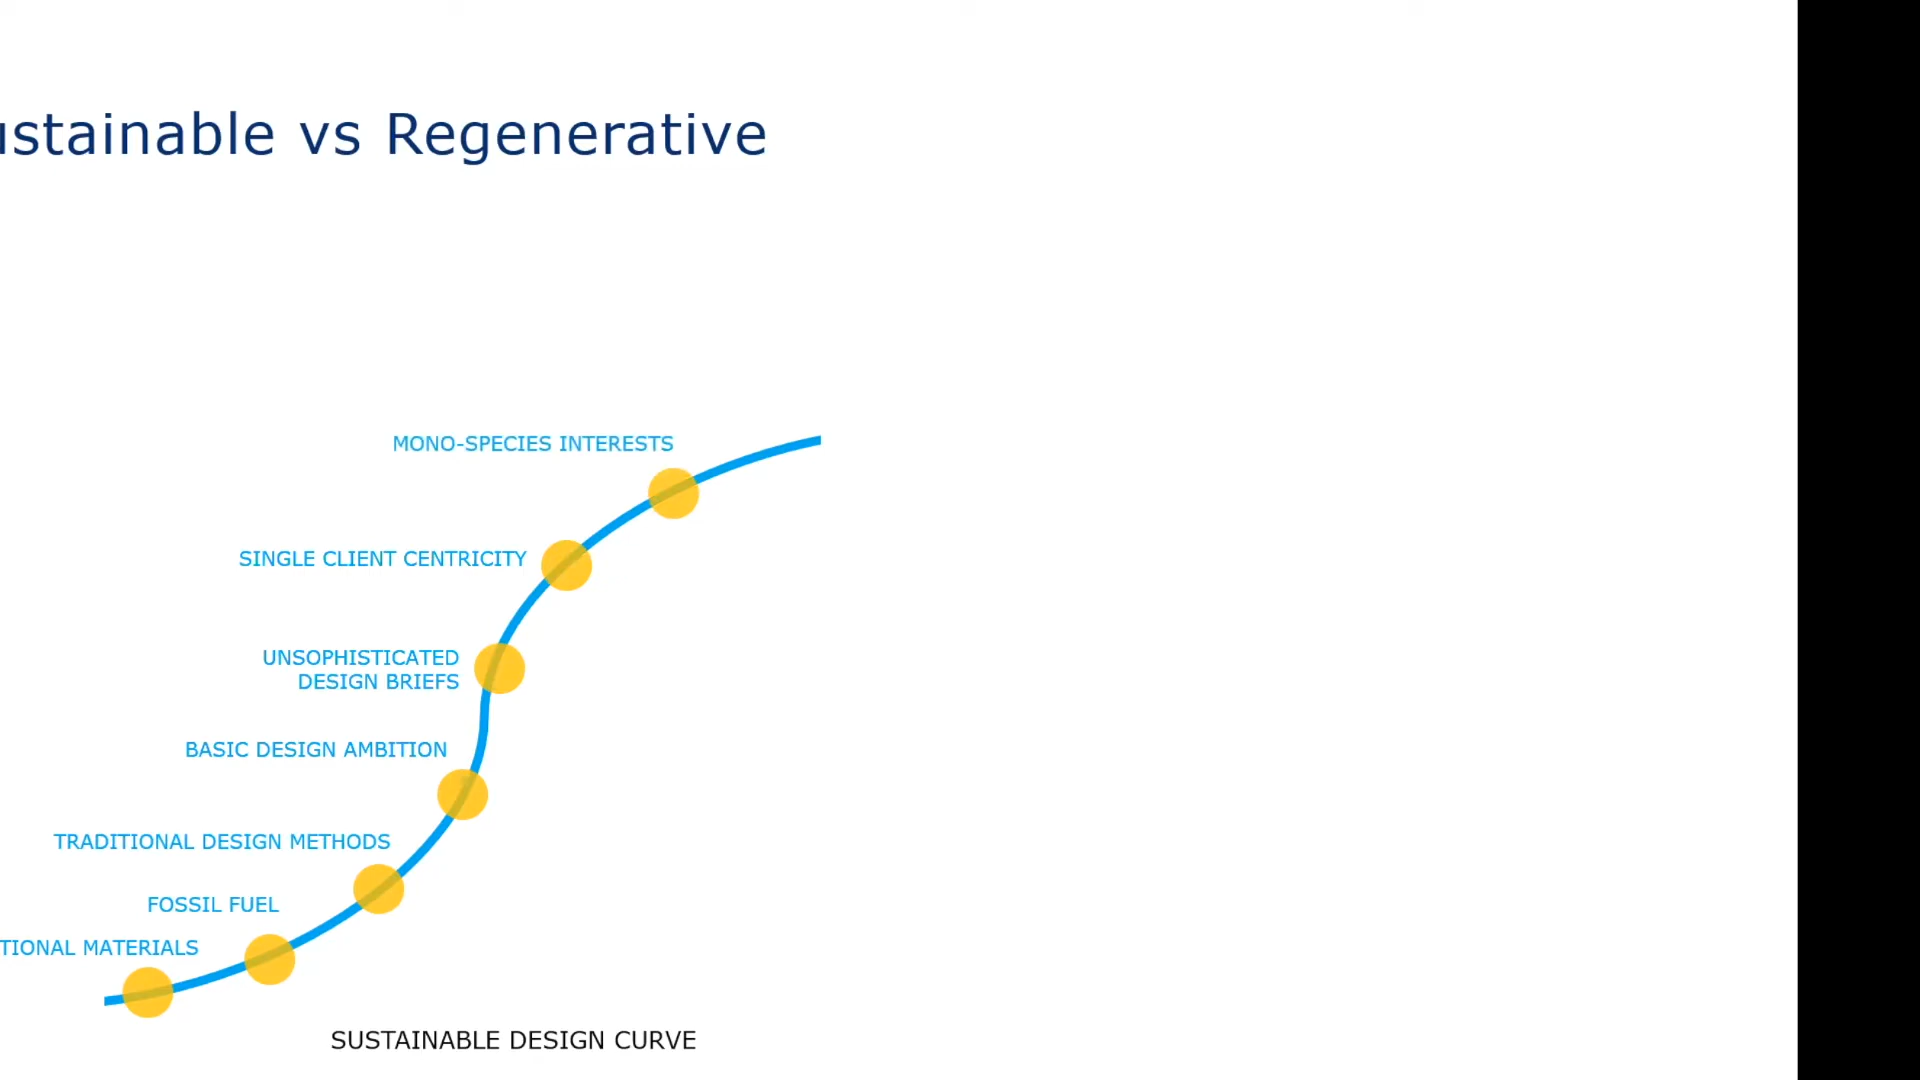 ustainable vs Regenerative
MONO-SPECIES INTERESTS
SINGLE CLIENT CENTRICITY
UNSOPHISTICATED
DESIGN BRIEFS
BASIC DESIGN AMBITION
TRADITIONAL DESIGN METHODS
FOSSIL FUEL
TIONAL MATERIALS
SUSTAINABLE DESIGN CURVE